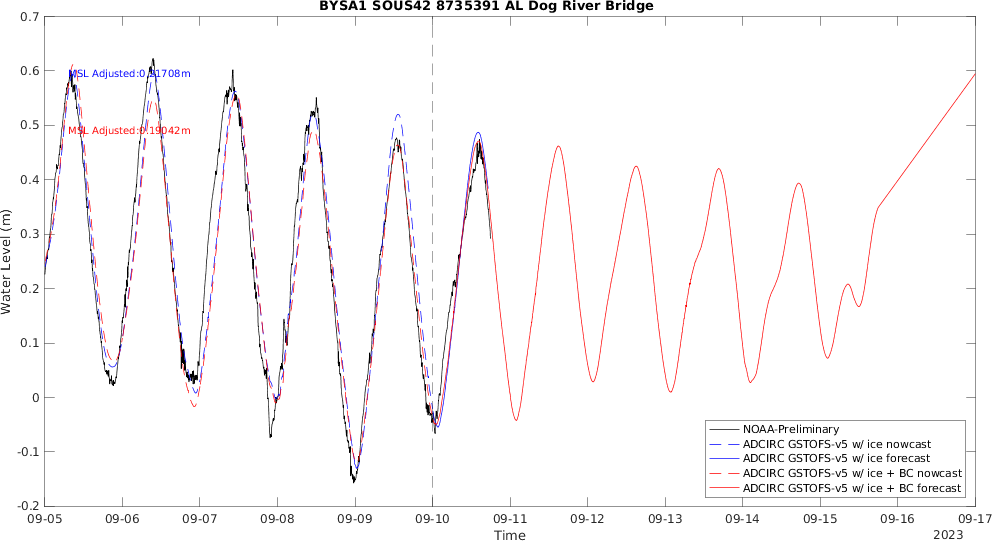 BYSA1 SOUS42 8735391 AL Dog River Bridge
0.7
0.6
0.5
0.4
0.3
0.2
0.1
0
-0.1
-0.2
Water Level (m)
MSL Adjusted:0.21708m
MSL Adjusted:0.19042m
NOAA-Preliminary
ADCIRC GSTOFS-v5 w/ ice nowcast
ADCIRC GSTOFS-v5 w/ ice forecast
ADCIRC GSTOFS-v5 w/ ice + BC nowcast
ADCIRC GSTOFS-v5 w/ ice + BC forecast
09-05 09-06 09-07 09-08 09-09 09-10 09-11 09-12 09-13 09-14 09-15 09-16 09-17
Time
2023